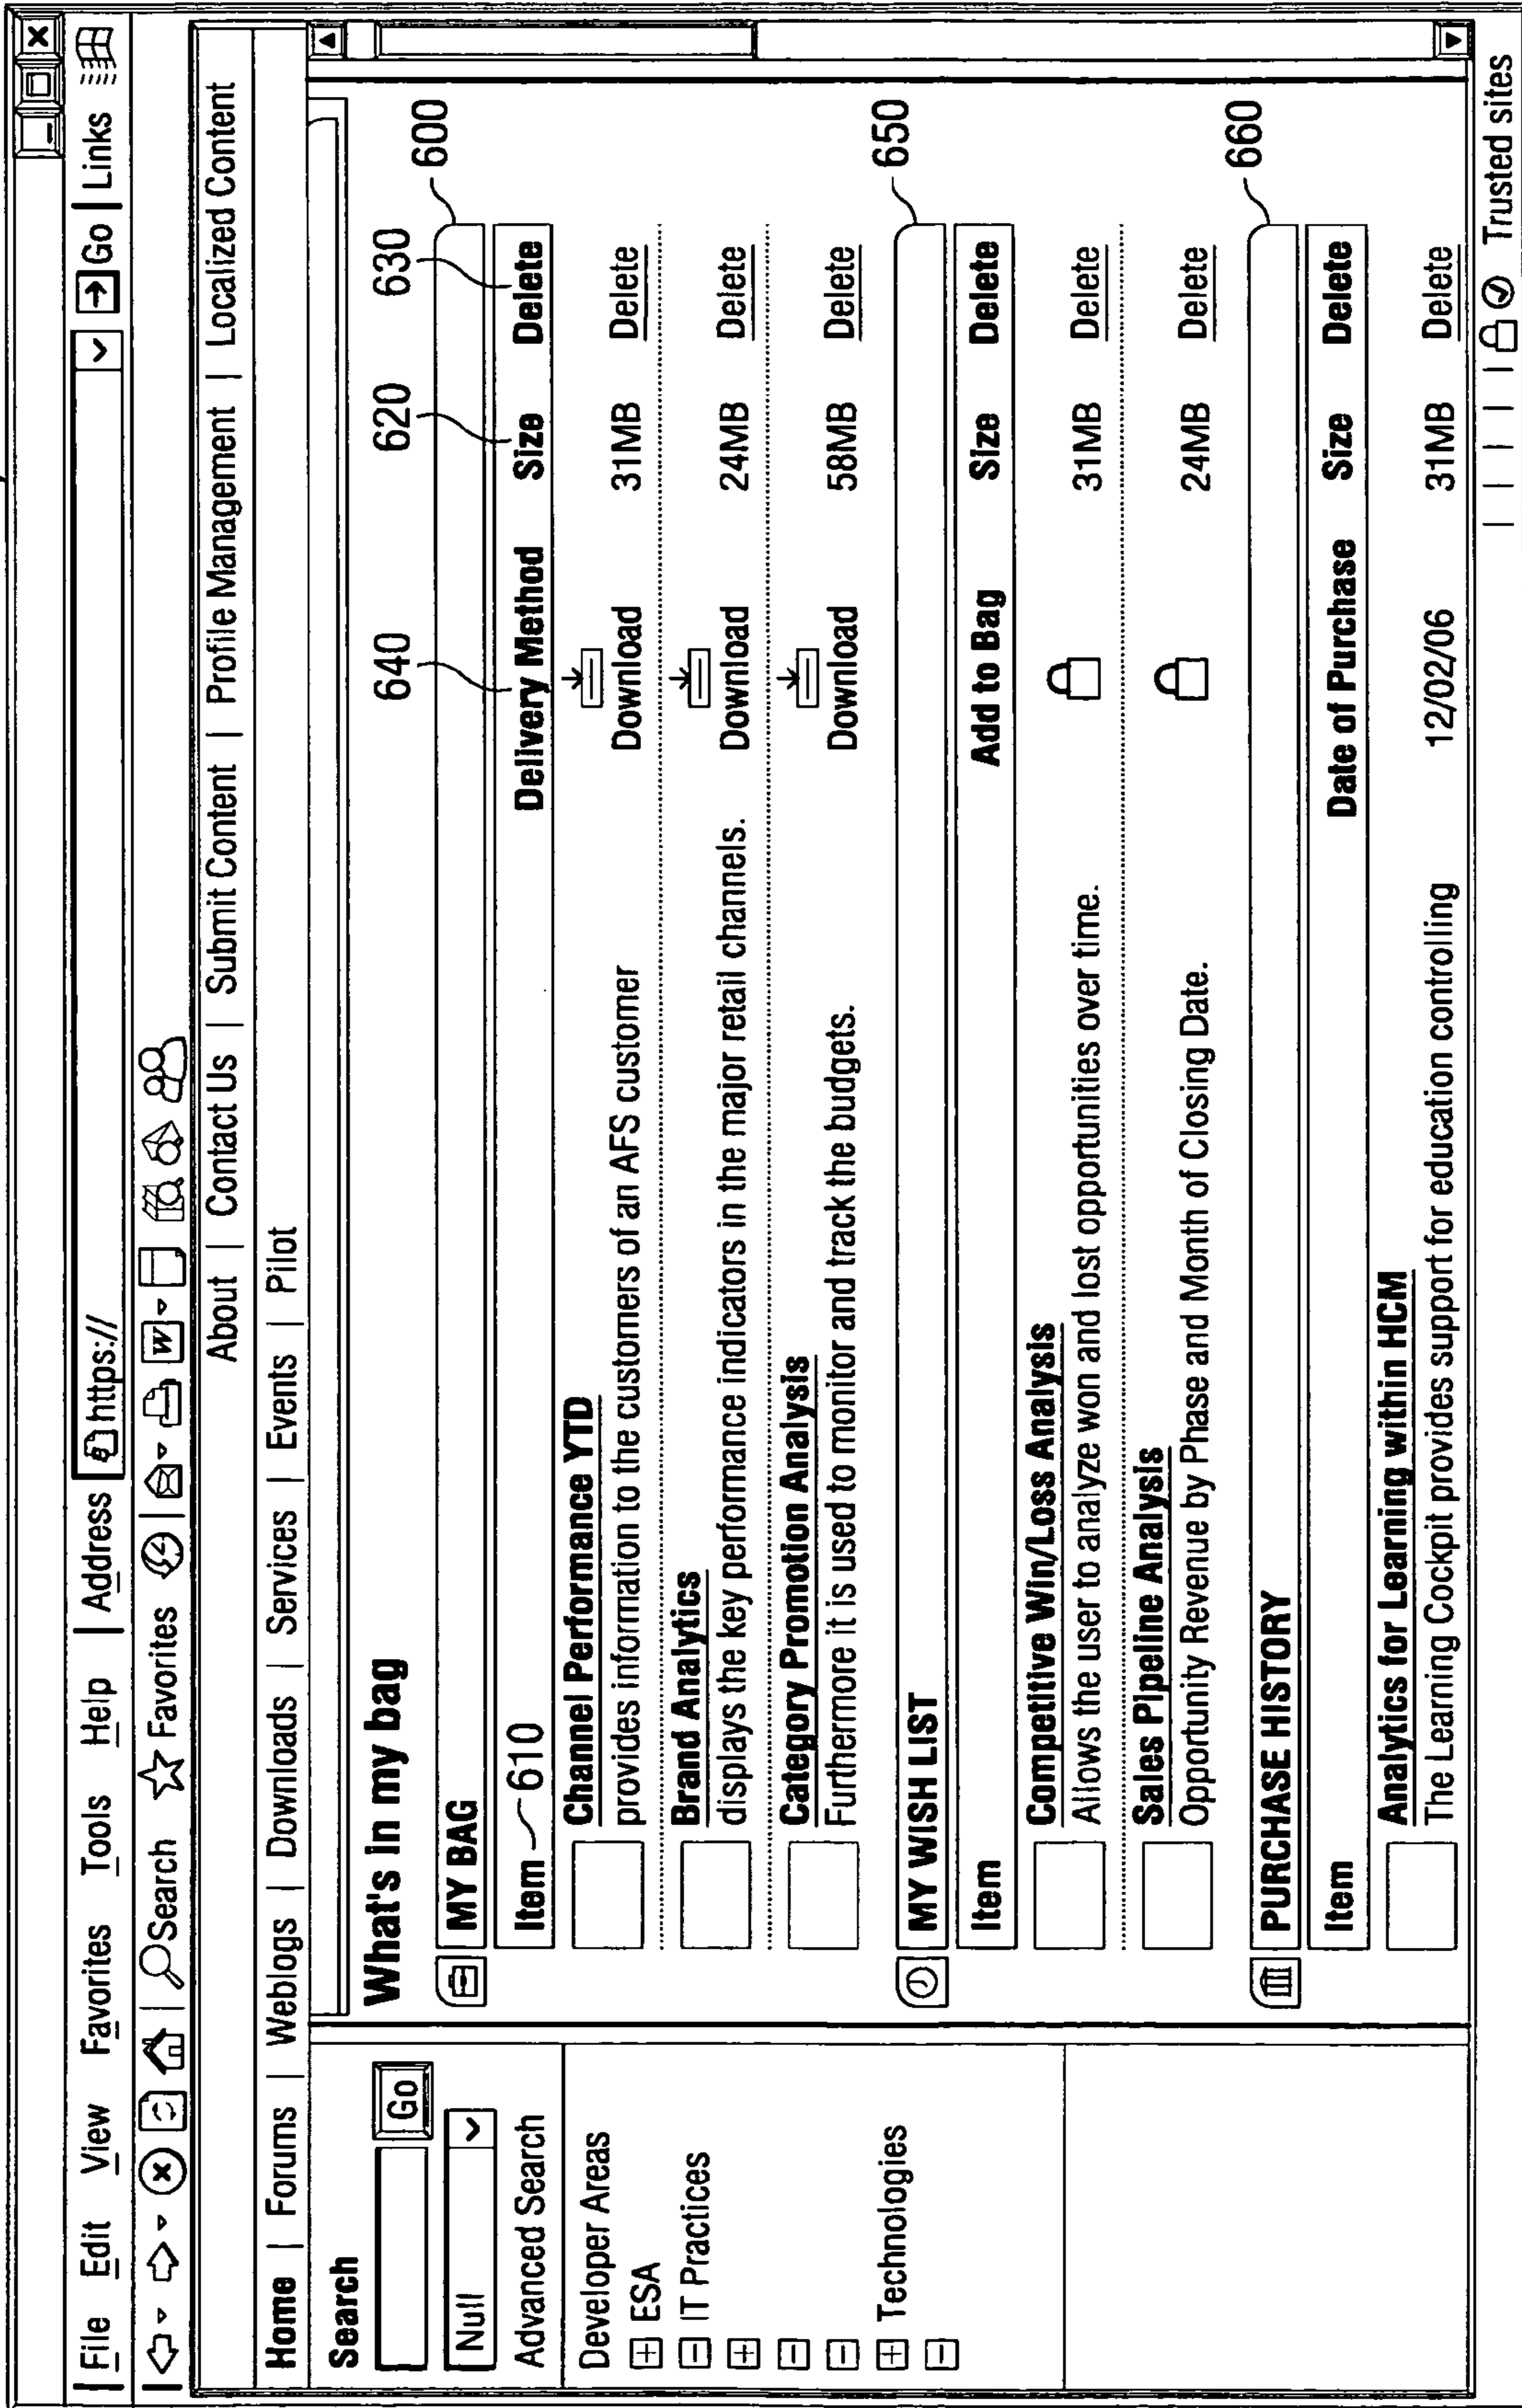 File Edit View Favorites Tools Help | Address https:// Go | Links
Search Favorites W
About | Contact Us | Submit Content | Profile Management | Localized Content
Home | Forums | Weblogs | Downloads | Services | Events | Pilot
Search
Go
Null
Advanced Search
Developer Areas
ESA
IT Practices
Technologies
What's in my bag
640 620 630 600
MY BAG
Item 610 Delivery Method Size Delete
Channel Performance YTD
provides information to the customers of an AFS customer Download 31MB Delete
Brand Analytics
displays the key performance indicators in the major retail channels. Download 24MB Delete
Category Promotion Analysis
Furthermore it is used to monitor and track the budgets. Download 58MB Delete
650
MY WISH LIST
Item Add to Bag Size Delete
Competitive Win/Loss Analysis
Allows the user to analyze won and lost opportunities over time. 31MB Delete
Sales Pipeline Analysis
Opportunity Revenue by Phase and Month of Closing Date. 24MB Delete
660
PURCHASE HISTORY
Item Date of Purchase Size Delete
Analytics for Learning within HCM
The Learning Cockpit provides support for education controlling 12/02/06 31MB Delete
Trusted sites